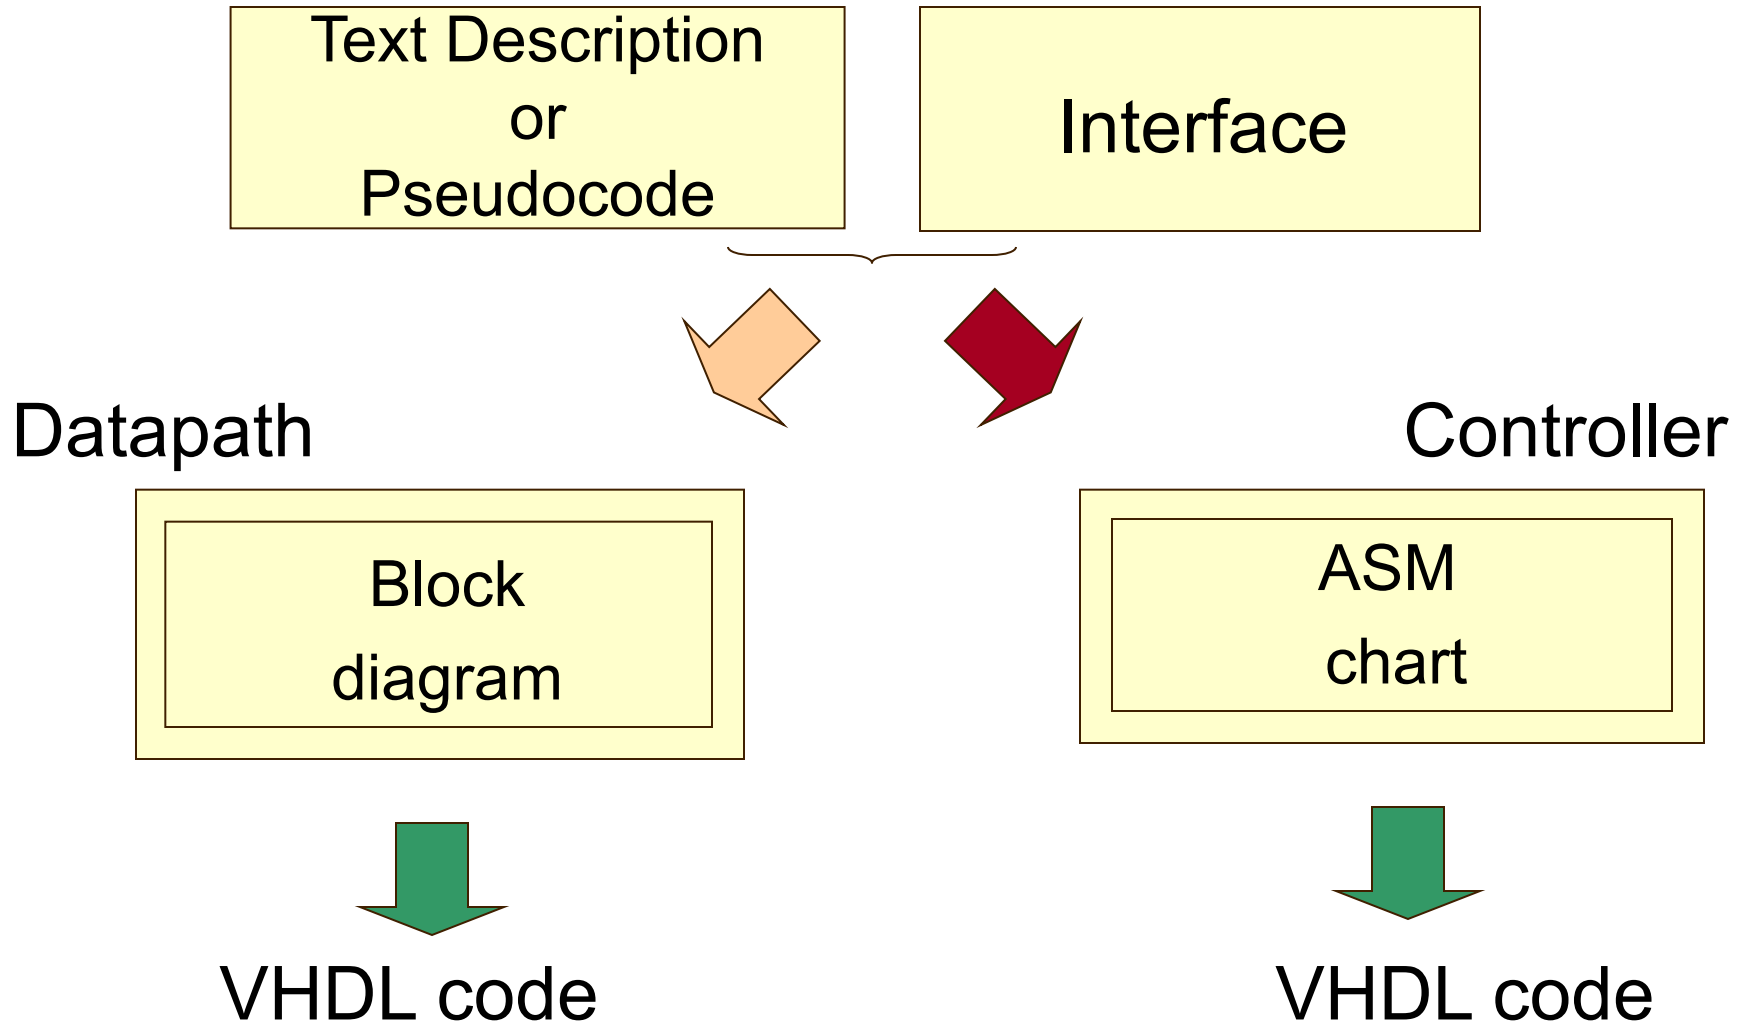 Text Description
or
Pseudocode
Interface
Datapath
Controller
Block
diagram
ASM
chart
VHDL code
VHDL code